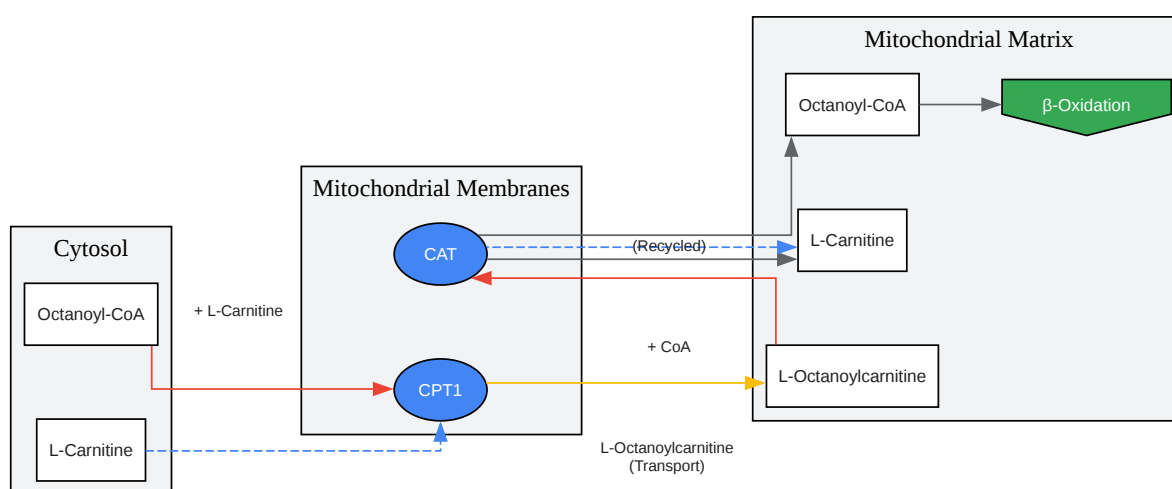 Mitochondrial Matrix
Octanoyl-CoA
β-Oxidation
Mitochondrial Membranes
Cytosol
CAT
(Recycled)
L-Carnitine
Octanoyl-CoA
+ L-Carnitine
+ CoA
L-Octanoylcarnitine
CPT1
L-Carnitine
L-Octanoylcarnitine
(Transport)